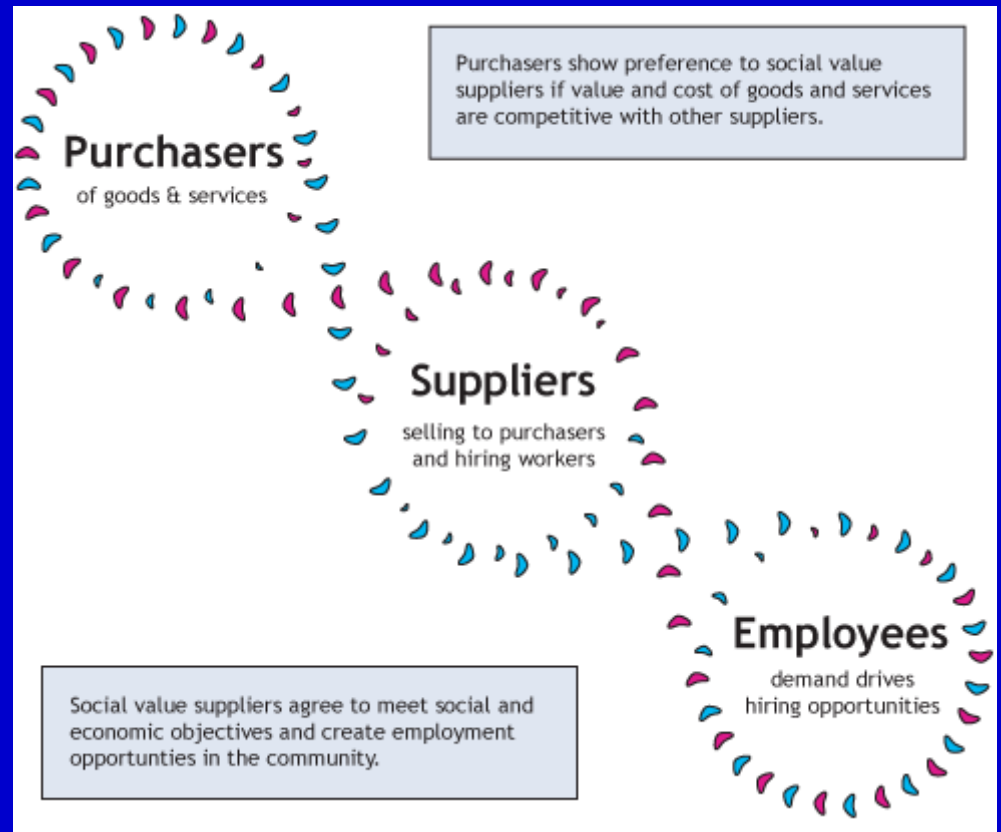 Purchasers show preference to social value
suppliers if value and cost of goods and services
are competitive with other suppliers.
Purchasers
of goods & services
Suppliers
selling to purchasers
and hiring workers
Employees
demand drives
hiring opportunities
Social value suppliers agree to meet social and
economic objectives and create employment
opportunties in the community.